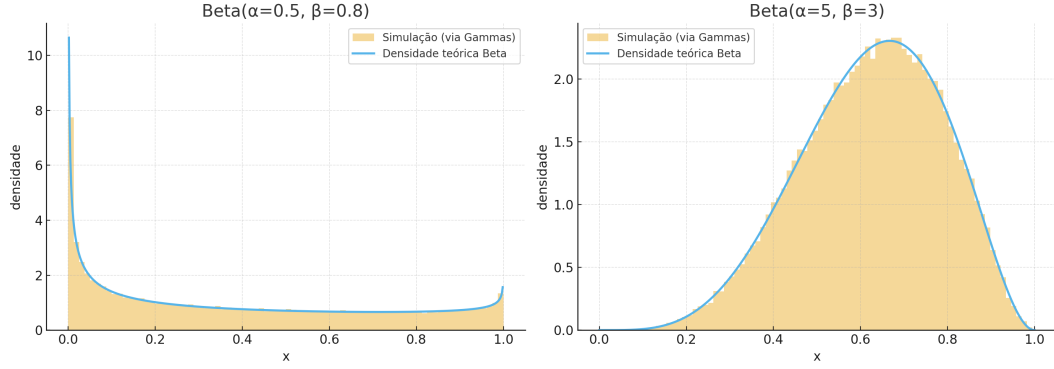 Beta(α=0.5, β=0.8)
Simulação (via Gammas)
Densidade teórica Beta
densidade
10
8
6
4
2
0
0.0 0.2 0.4 0.6 0.8 1.0
x
Beta(α=5, β=3)
Simulação (via Gammas)
Densidade teórica Beta
densidade
2.0
1.5
1.0
0.5
0.0
0.0 0.2 0.4 0.6 0.8 1.0
x